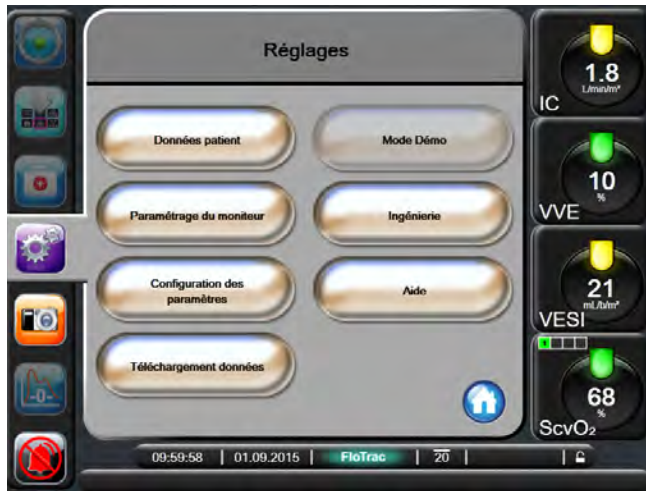 Réglages
Données patient
Mode Démo
Paramétrage du moniteur
Ingénierie
Configuration des
paramètres
Aide
Téléchargement données
1.8
L/min/m²
IC
10
%
VVE
21
mL/b/m²
VESI
68
%
ScvO₂
-0-
09:59:58 | 01.09.2015 | FloTrac | 20 |